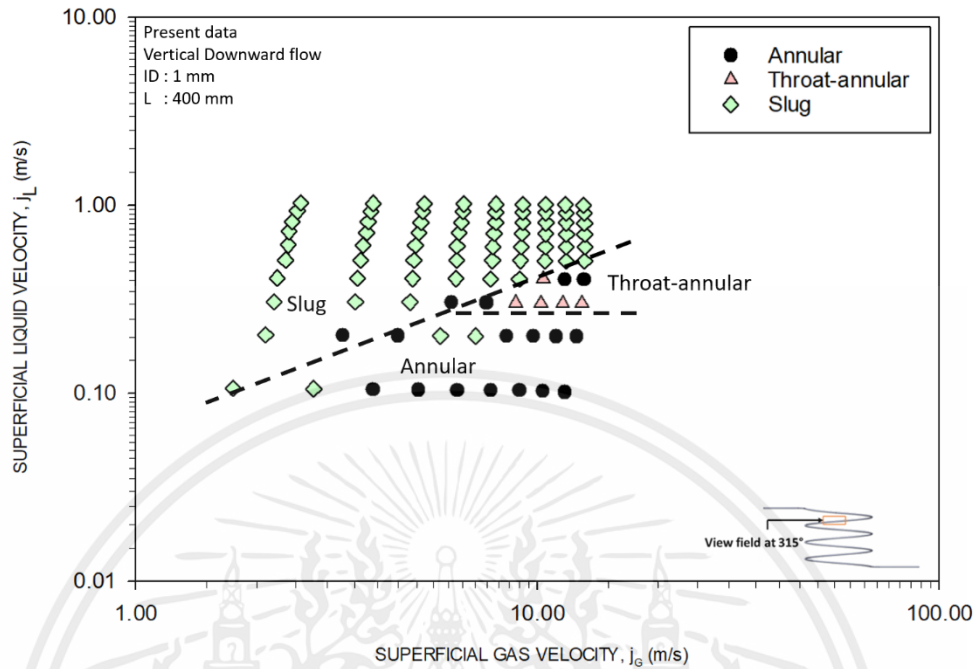 10.00
Present data
Vertical Downward flow
ID : 1 mm
L : 400 mm
Annular
Throat-annular
Slug
SUPERFICIAL LIQUID VELOCITY, jL (m/s)
1.00
Throat-annular
Slug
Annular
0.10
View field at 315°
0.01
1.00
10.00
100.00
SUPERFICIAL GAS VELOCITY, jG (m/s)